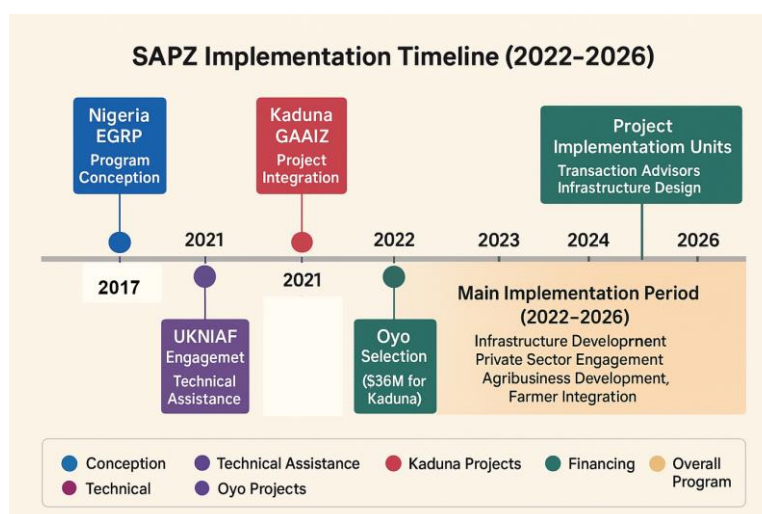 SAPZ Implementation Timeline (2022–2026)
Nigeria
EGRP
Program
Conception
Kaduna
GAAIZ
Project
Integration
Project
Implementatiom Units
Transaction Advisors
Infrastructure Design
2021
2022
2023
2024
2026
2017
2021
UKNIAF
Engagemet
Technical
Assistance
Oyo
Selection
($36M for
Kaduna)
Main Implementation Period
(2022–2026)
Infrastructure Development
Private Sector Engagement
Agribusiness Development,
Farmer Integration
Conception
Technical Assistance
Kaduna Projects
Financing
Overall
Program
Technical
Oyo Projects